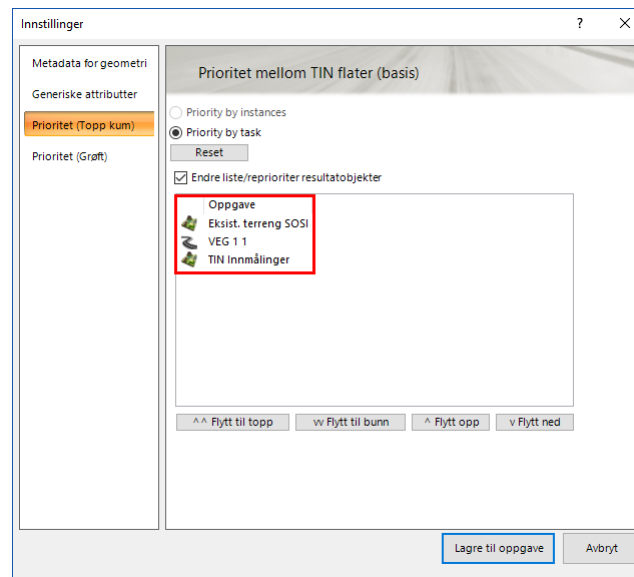 Innstillinger
?
Metadata for geometri
Generiske attributter
Prioritet (Topp kum)
Prioritet (Grøft)
Prioritet mellom TIN flater (basis)
Priority by instances
Priority by task
Reset
Endre liste/reprioriter resultatobjekter
Oppgave
Eksist. terreng SOSI
VEG 1 1
TIN Innmålinger
^^ Flytt til topp vv Flytt til bunn ^ Flytt opp v Flytt ned
Lagre til oppgave Avbryt